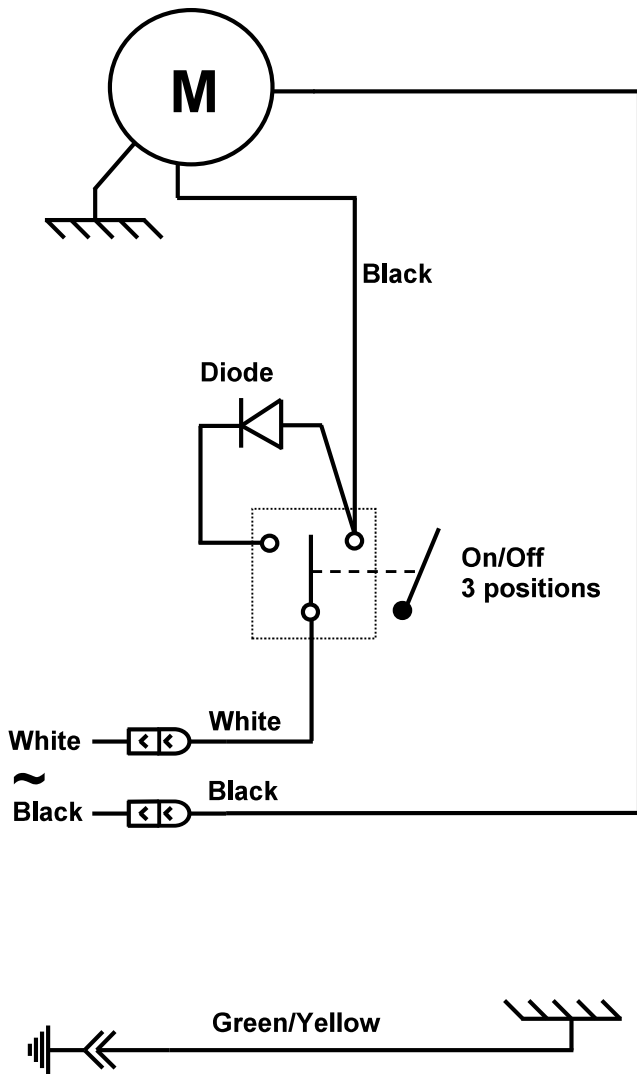 M
Black
Diode
On/Off
3 positions
White White
~
Black Black
Green/Yellow